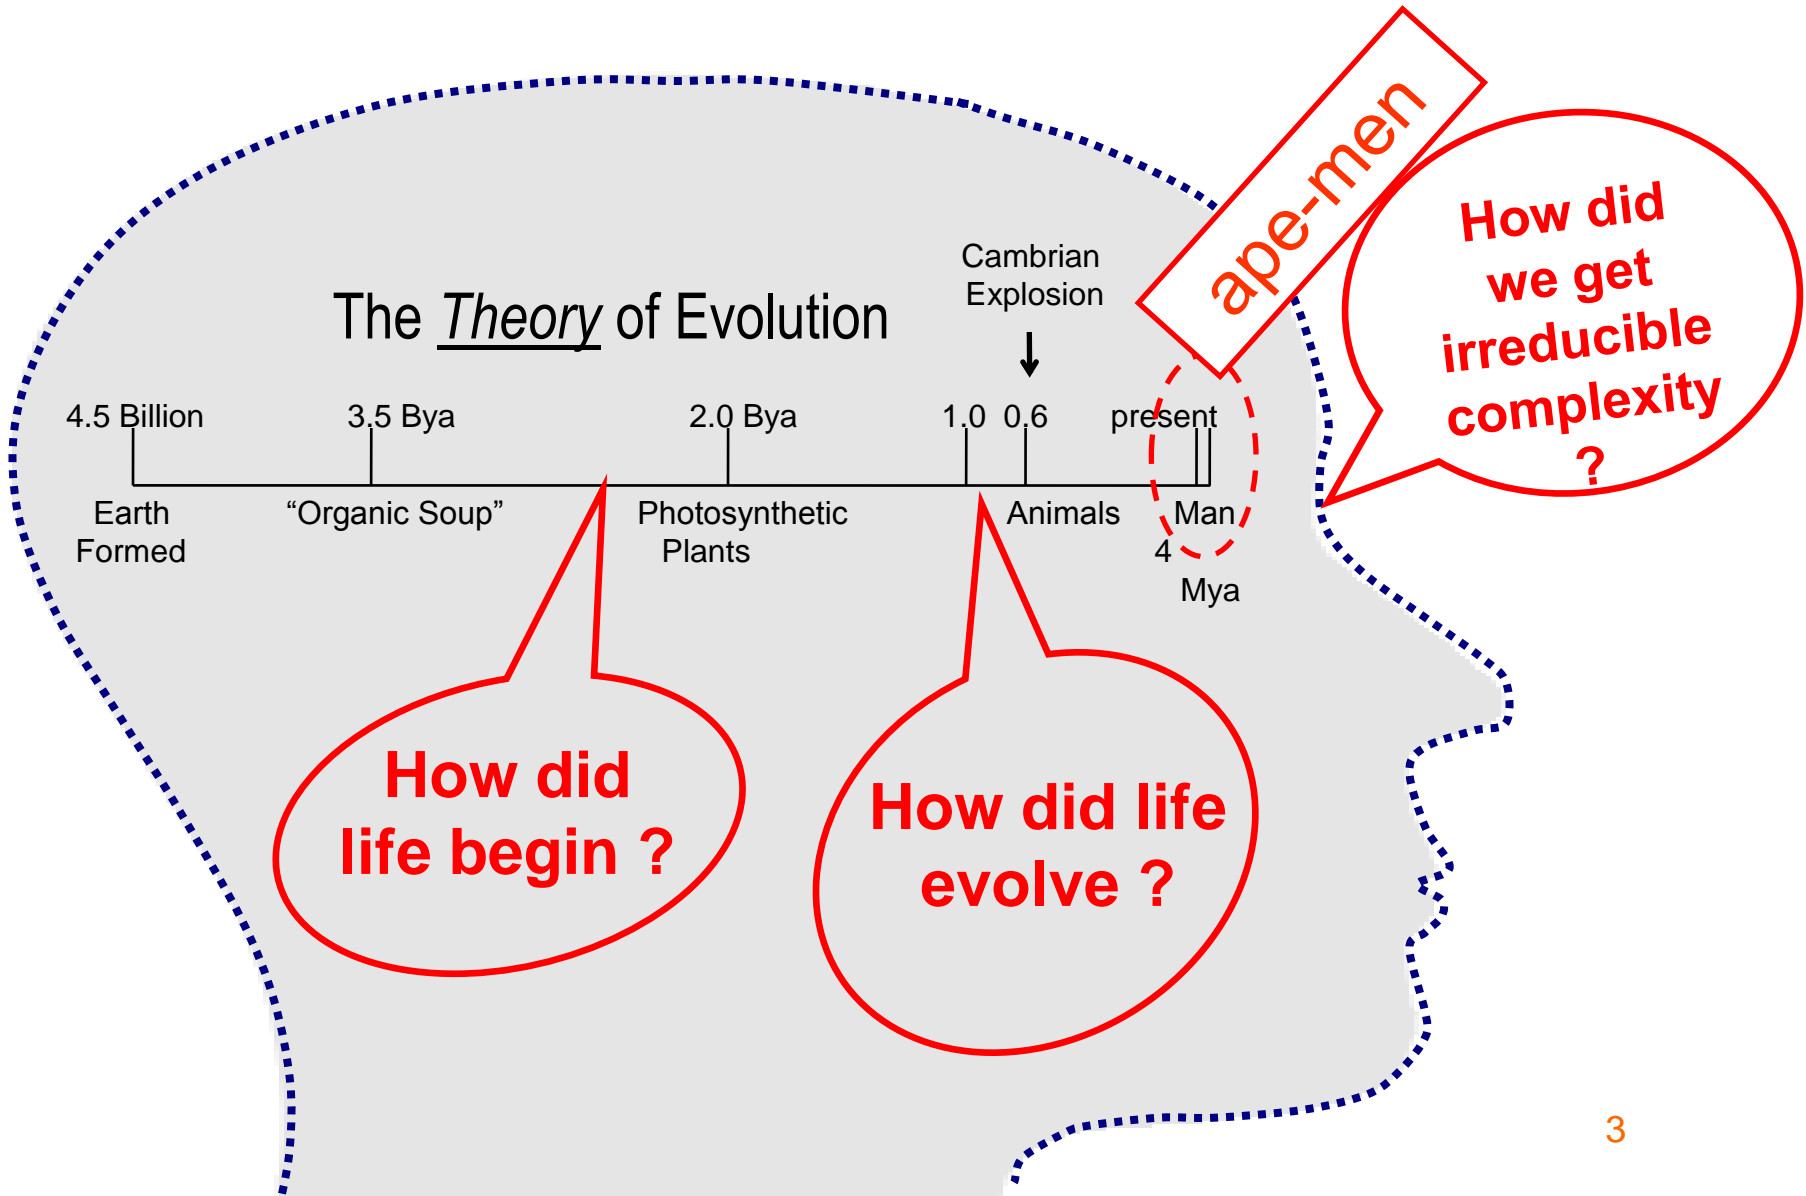 ape-men
How did
we get
irreducible
complexity
?
Cambrian
Explosion
The Theory of Evolution
4.5 Billion 3.5 Bya 2.0 Bya 1.0 0.6 present
Earth
Formed
“Organic Soup”
Photosynthetic
Plants
Animals
Man
4
Mya
How did
life begin ?
How did life
evolve ?
3